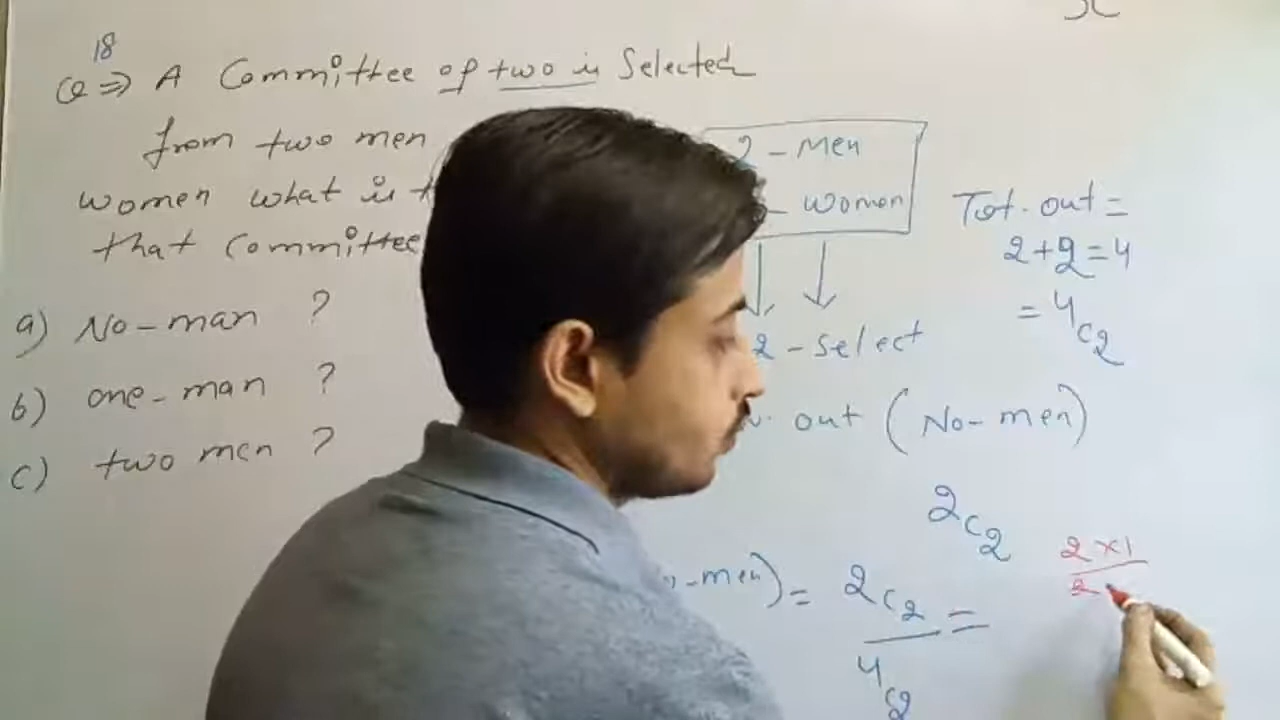 18
Q ⇒ A Committee of two is Selected
from two men
women what is
that Committee
a) No-man ?
b) one-man ?
c) two men ?
2 - Men
women
2 - Select
Tot. out =
2+2=4
= 4c2
out (No-men)
2c2
-men) = 2c2 =
4c2
2×1
2